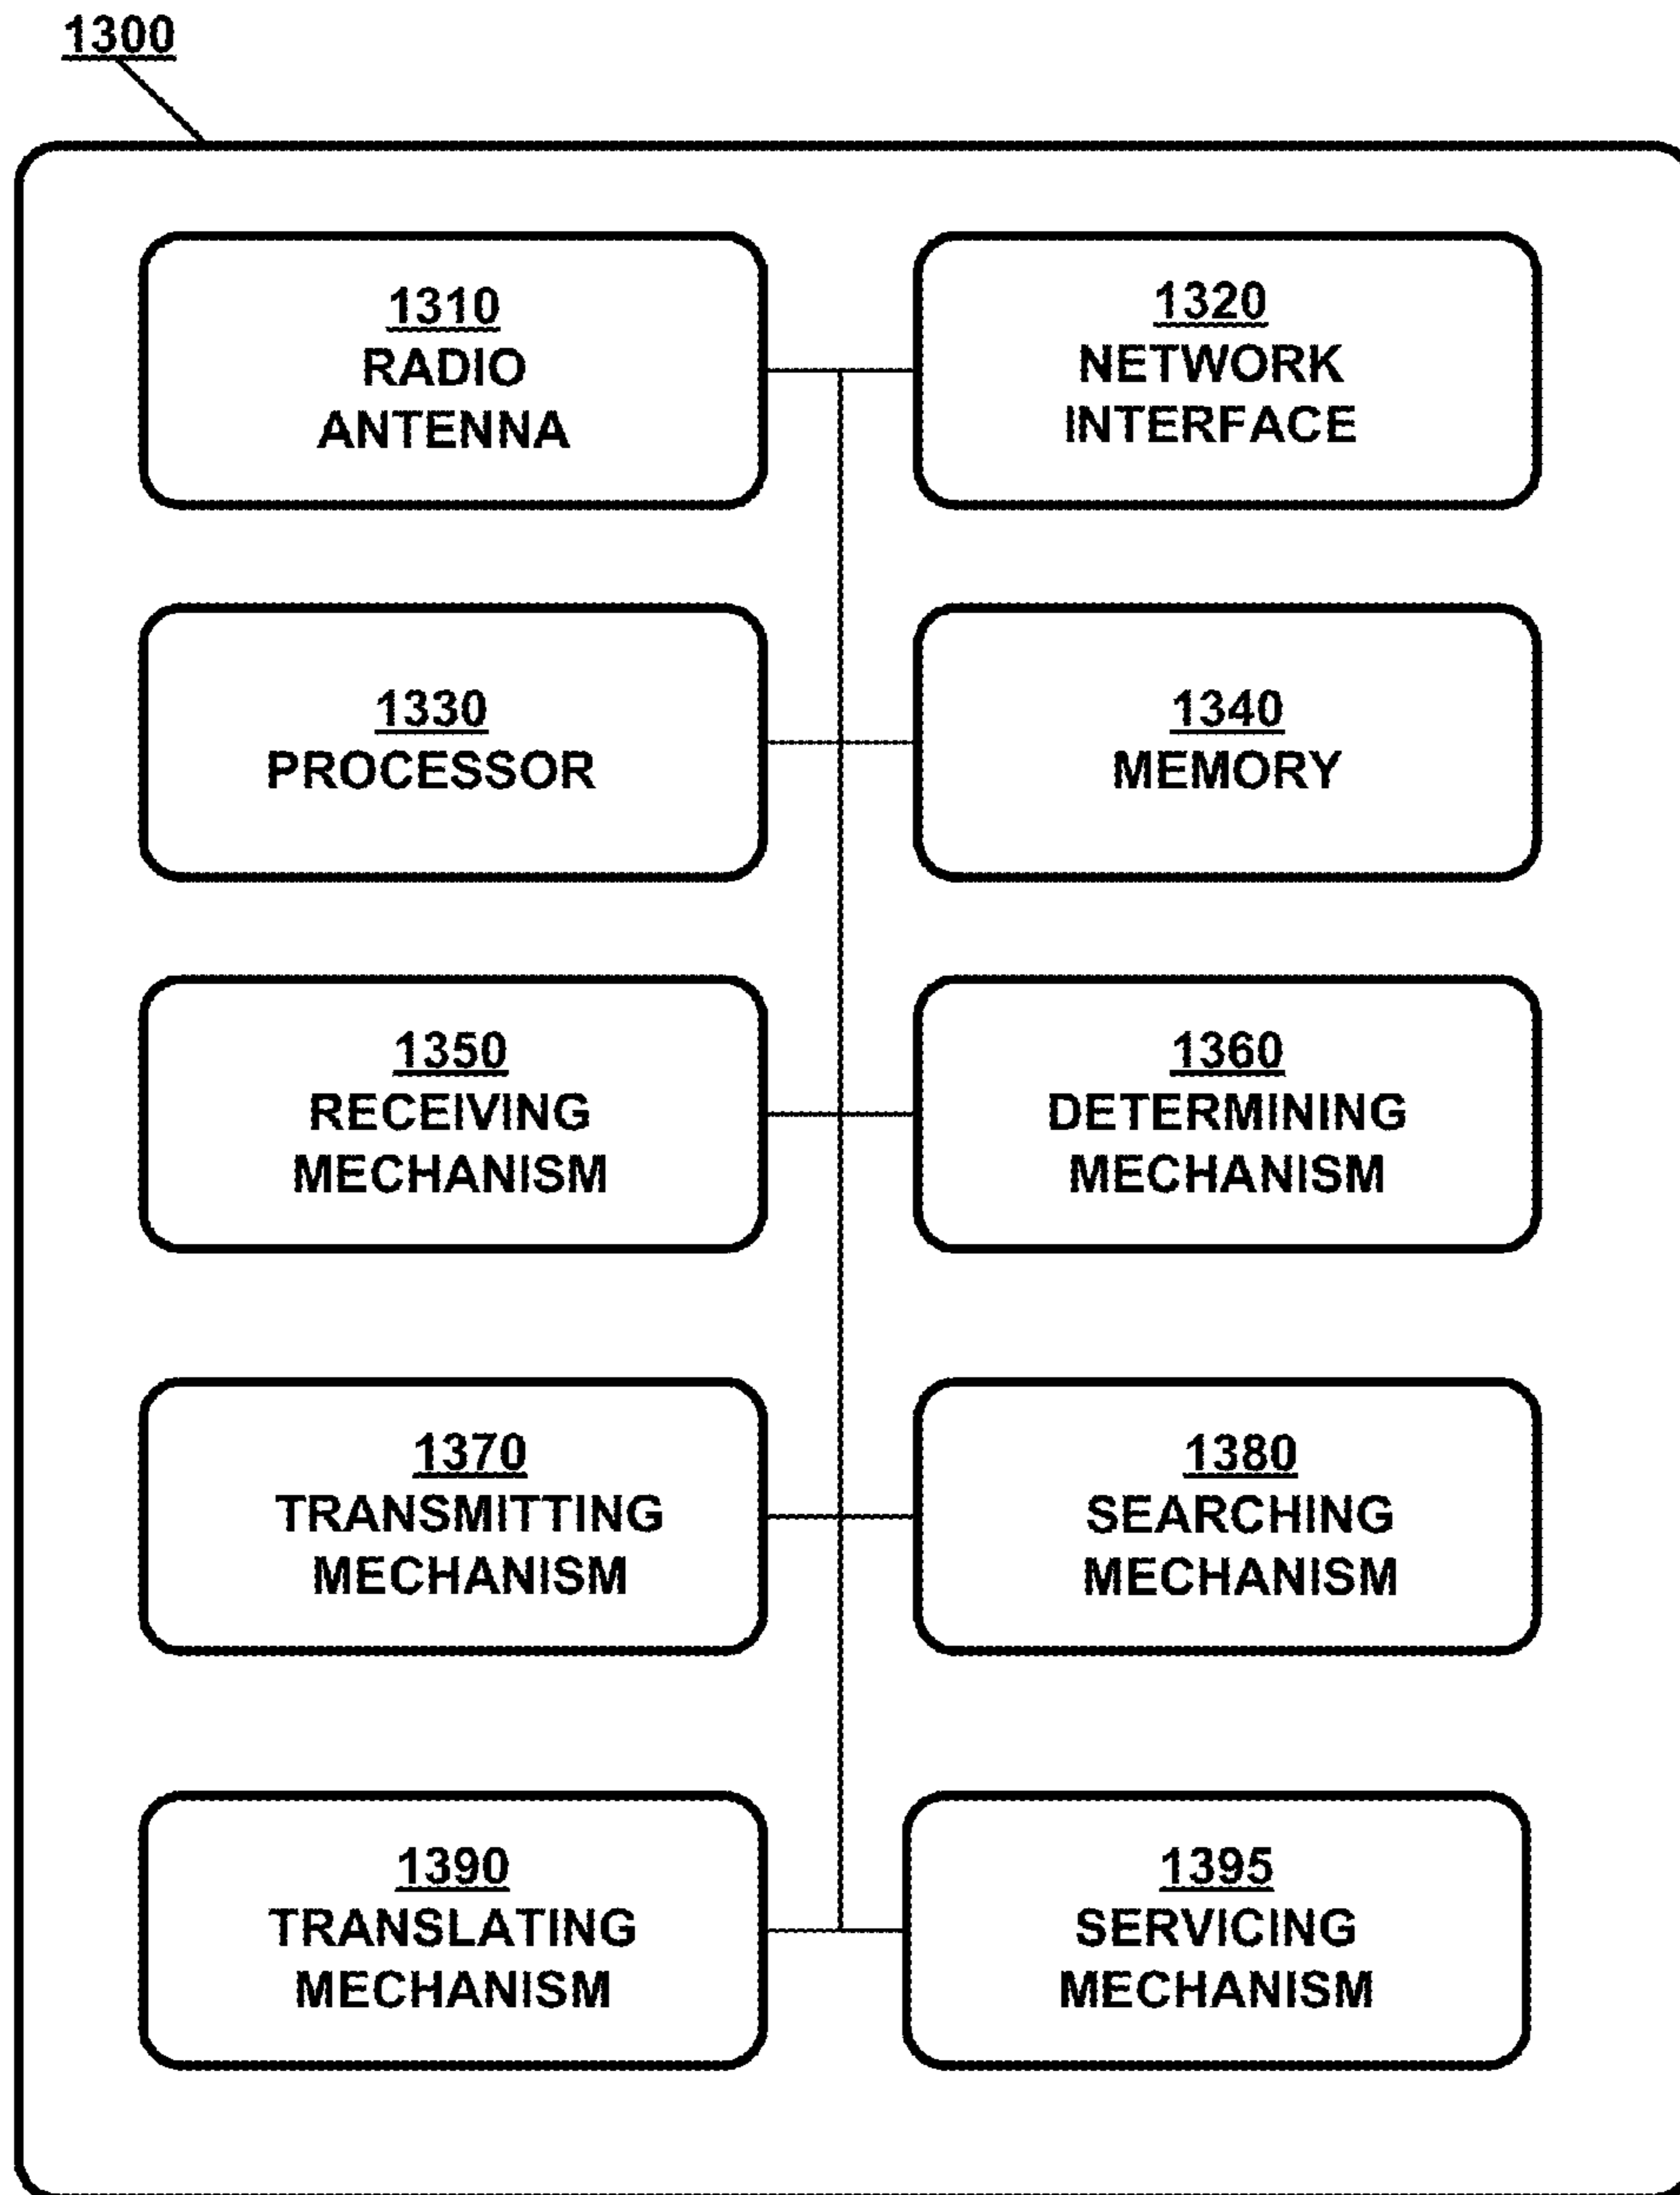 1300
1310
RADIO
ANTENNA
1320
NETWORK
INTERFACE
1330
PROCESSOR
1340
MEMORY
1350
RECEIVING
MECHANISM
1360
DETERMINING
MECHANISM
1370
TRANSMITTING
MECHANISM
1380
SEARCHING
MECHANISM
1390
TRANSLATING
MECHANISM
1395
SERVICING
MECHANISM